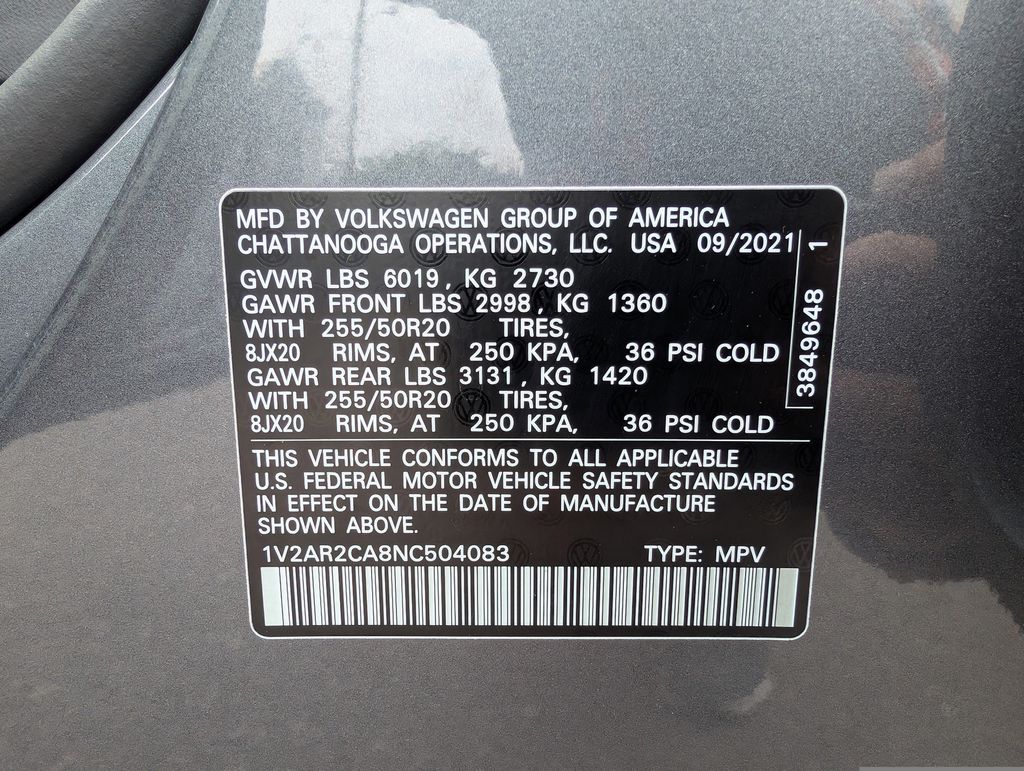 MFD BY VOLKSWAGEN GROUP OF AMERICA
CHATTANOOGA OPERATIONS, LLC. USA 09/2021
GVWR LBS 6019, KG 2730
GAWR FRONT LBS 2998, KG 1360
WITH 255/50R20 TIRES,
8JX20 RIMS, AT 250 KPA, 36 PSI COLD
GAWR REAR LBS 3131, KG 1420
WITH 255/50R20 TIRES,
8JX20 RIMS, AT 250 KPA, 36 PSI COLD
3849648 1
THIS VEHICLE CONFORMS TO ALL APPLICABLE
U.S. FEDERAL MOTOR VEHICLE SAFETY STANDARDS
IN EFFECT ON THE DATE OF MANUFACTURE
SHOWN ABOVE.
1V2AR2CA8NC504083 TYPE: MPV